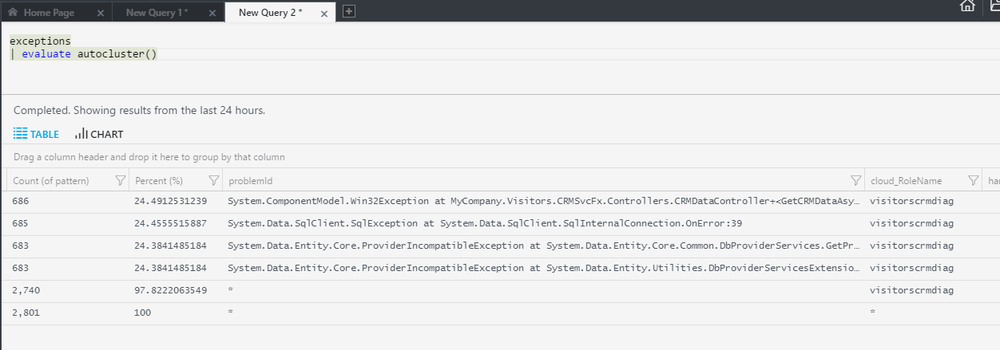 Home Page × New Query 1 * × New Query 2 * × +
exceptions
| evaluate autocluster()
Completed. Showing results from the last 24 hours.
TABLE CHART
Drag a column header and drop it here to group by that column
Count (of pattern) Percent (%) problemId cloud_RoleName han
686 24.4912531239 System.ComponentModel.Win32Exception at MyCompany.Visitors.CRMSvcFx.Controllers.CRMDataController+<GetCRMDataAsy… visitorscrmdiag
685 24.4555515887 System.Data.SqlClient.SqlException at System.Data.SqlClient.SqlInternalConnection.OnError:39 visitorscrmdiag
683 24.3841485184 System.Data.Entity.Core.ProviderIncompatibleException at System.Data.Entity.Core.Common.DbProviderServices.GetPr… visitorscrmdiag
683 24.3841485184 System.Data.Entity.Core.ProviderIncompatibleException at System.Data.Entity.Utilities.DbProviderServicesExtensio… visitorscrmdiag
2,740 97.8222063549 * visitorscrmdiag
2,801 100 * *